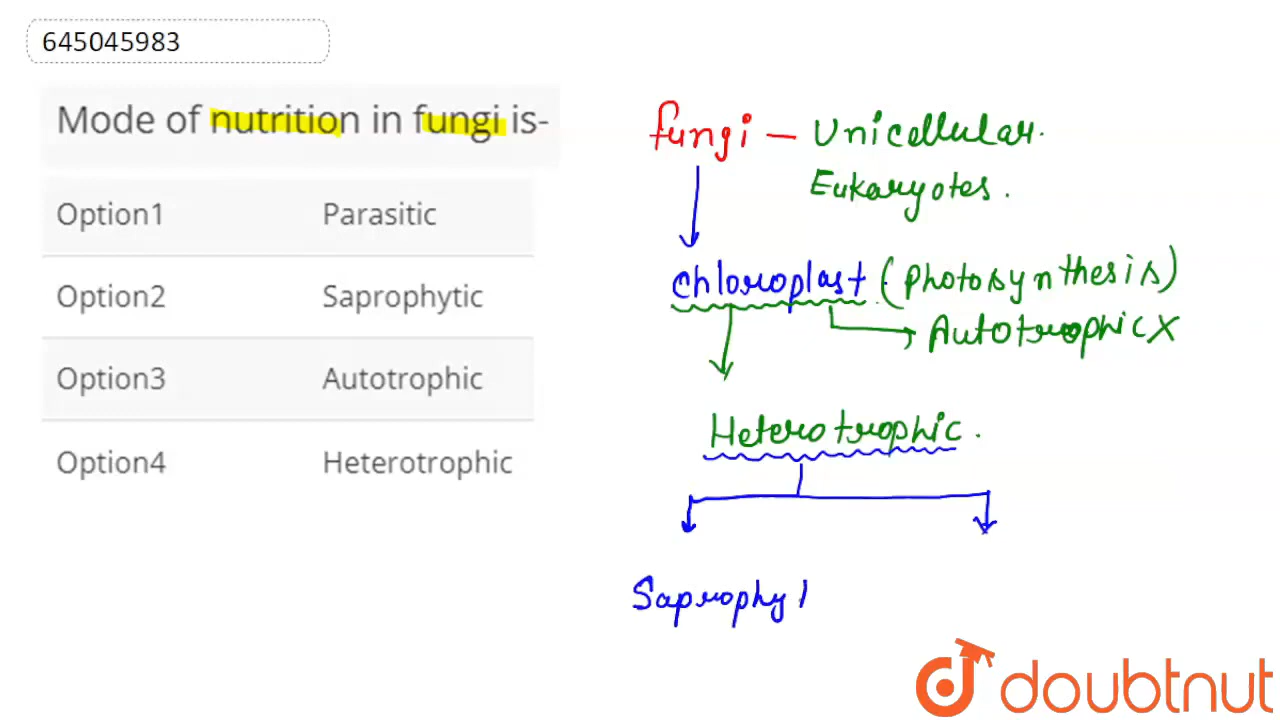 645045983
Mode of nutrition in fungi is-
Option1 Parasitic
Option2 Saprophytic
Option3 Autotrophic
Option4 Heterotrophic
fungi — Unicellular.
Eukaryotes.
Chloroplast (Photosynthesis)
Autotrophic X
Heterotrophic.
Saprophy
doubtnut